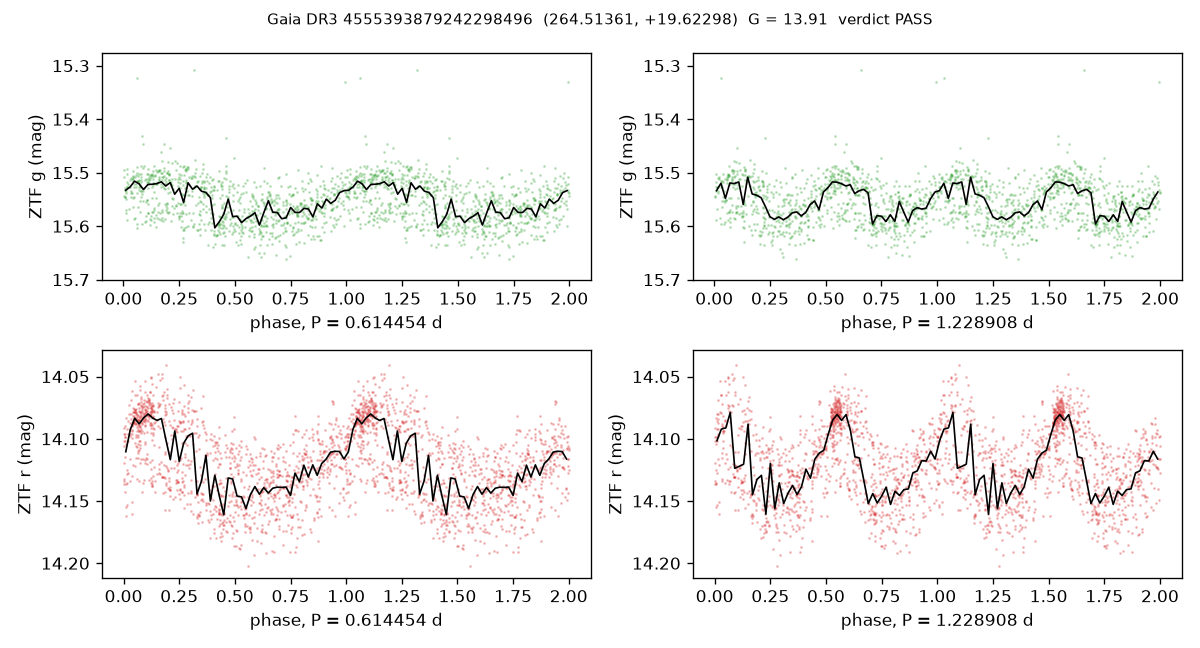 Gaia DR3 4555393879242298496 (264.51361, +19.62298) G = 13.91 verdict PASS
ZTF g (mag)
15.3
15.4
15.5
15.6
15.7
0.00 0.25 0.50 0.75 1.00 1.25 1.50 1.75 2.00
phase, P = 0.614454 d
ZTF g (mag)
15.3
15.4
15.5
15.6
15.7
0.00 0.25 0.50 0.75 1.00 1.25 1.50 1.75 2.00
phase, P = 1.228908 d
ZTF r (mag)
14.05
14.10
14.15
14.20
0.00 0.25 0.50 0.75 1.00 1.25 1.50 1.75 2.00
phase, P = 0.614454 d
ZTF r (mag)
14.05
14.10
14.15
14.20
0.00 0.25 0.50 0.75 1.00 1.25 1.50 1.75 2.00
phase, P = 1.228908 d